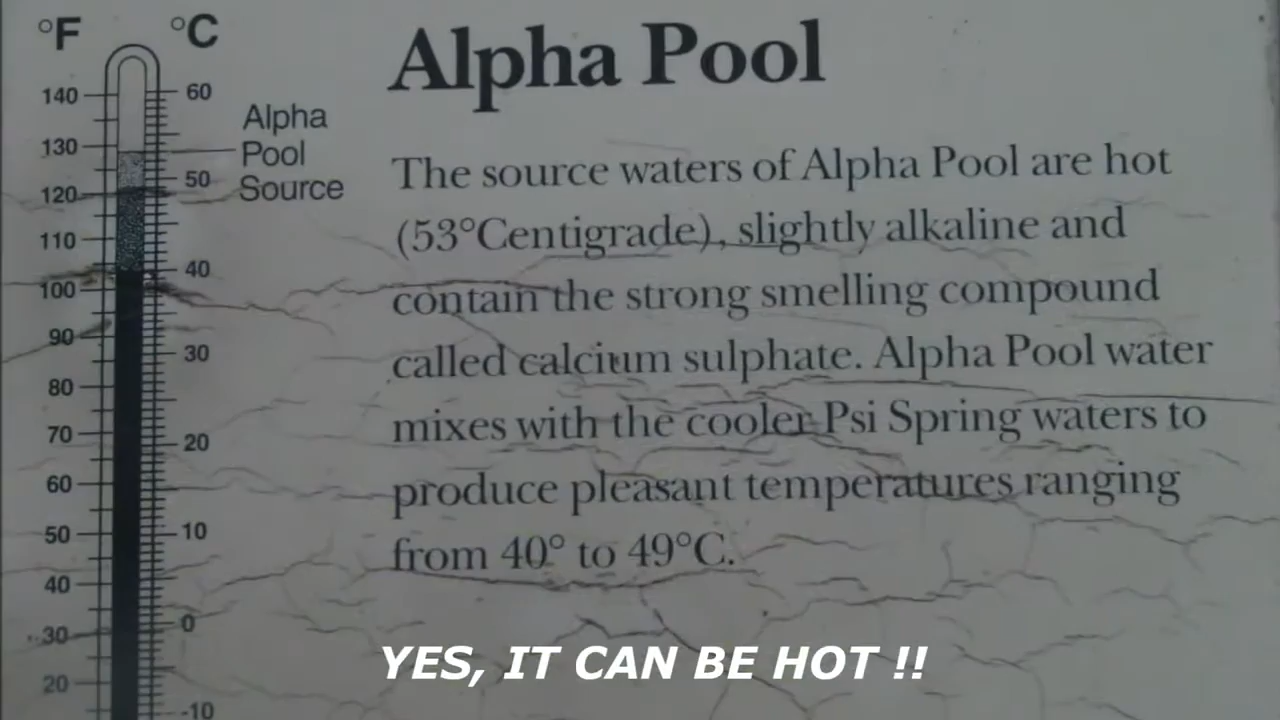 °F °C
Alpha Pool
140
60
Alpha
Pool
Source
130
50
120
110
40
100
90
30
80
70
20
60
50
10
40
0
30
20
-10
The source waters of Alpha Pool are hot
(53°Centigrade), slightly alkaline and
contain the strong smelling compound
called calcium sulphate. Alpha Pool water
mixes with the cooler Psi Spring waters to
produce pleasant temperatures ranging
from 40° to 49°C.
YES, IT CAN BE HOT !!